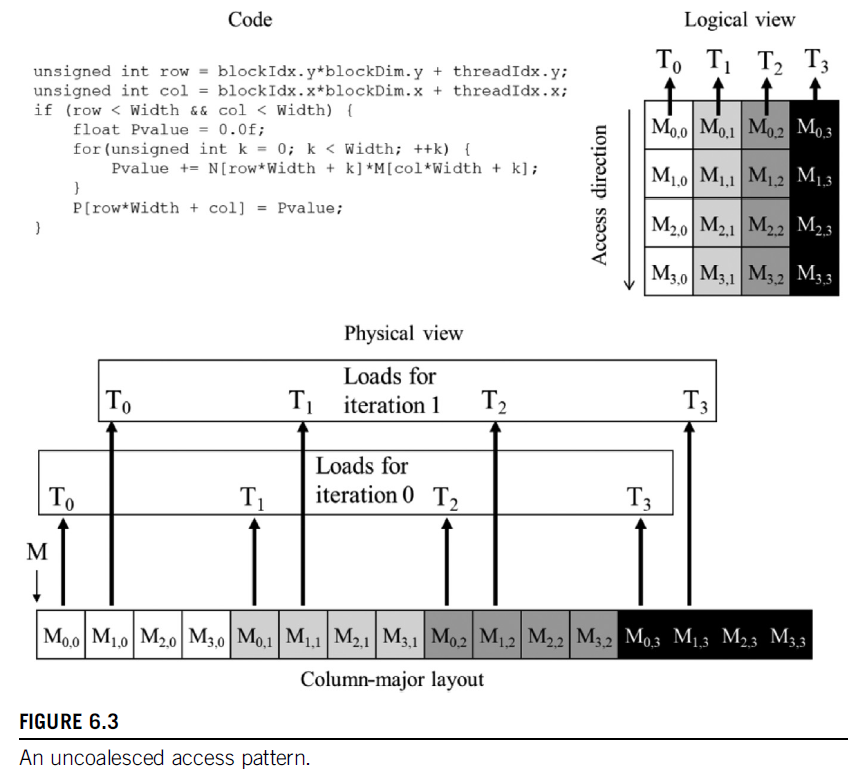 Code
unsigned int row = blockIdx.y*blockDim.y + threadIdx.y;
unsigned int col = blockIdx.x*blockDim.x + threadIdx.x;
if (row < Width && col < Width) {
    float Pvalue = 0.0f;
    for(unsigned int k = 0; k < Width; ++k) {
        Pvalue += N[row*Width + k]*M[col*Width + k];
    }
    P[row*Width + col] = Pvalue;
}
Logical view
T0 T1 T2 T3
Access direction
M0,0 M0,1 M0,2 M0,3
M1,0 M1,1 M1,2 M1,3
M2,0 M2,1 M2,2 M2,3
M3,0 M3,1 M3,2 M3,3
Physical view
Loads for
T0 T1 iteration 1 T2 T3
Loads for
T0 T1 iteration 0 T2 T3
M
M0,0 M1,0 M2,0 M3,0 M0,1 M1,1 M2,1 M3,1 M0,2 M1,2 M2,2 M3,2 M0,3 M1,3 M2,3 M3,3
Column-major layout
FIGURE 6.3
An uncoalesced access pattern.